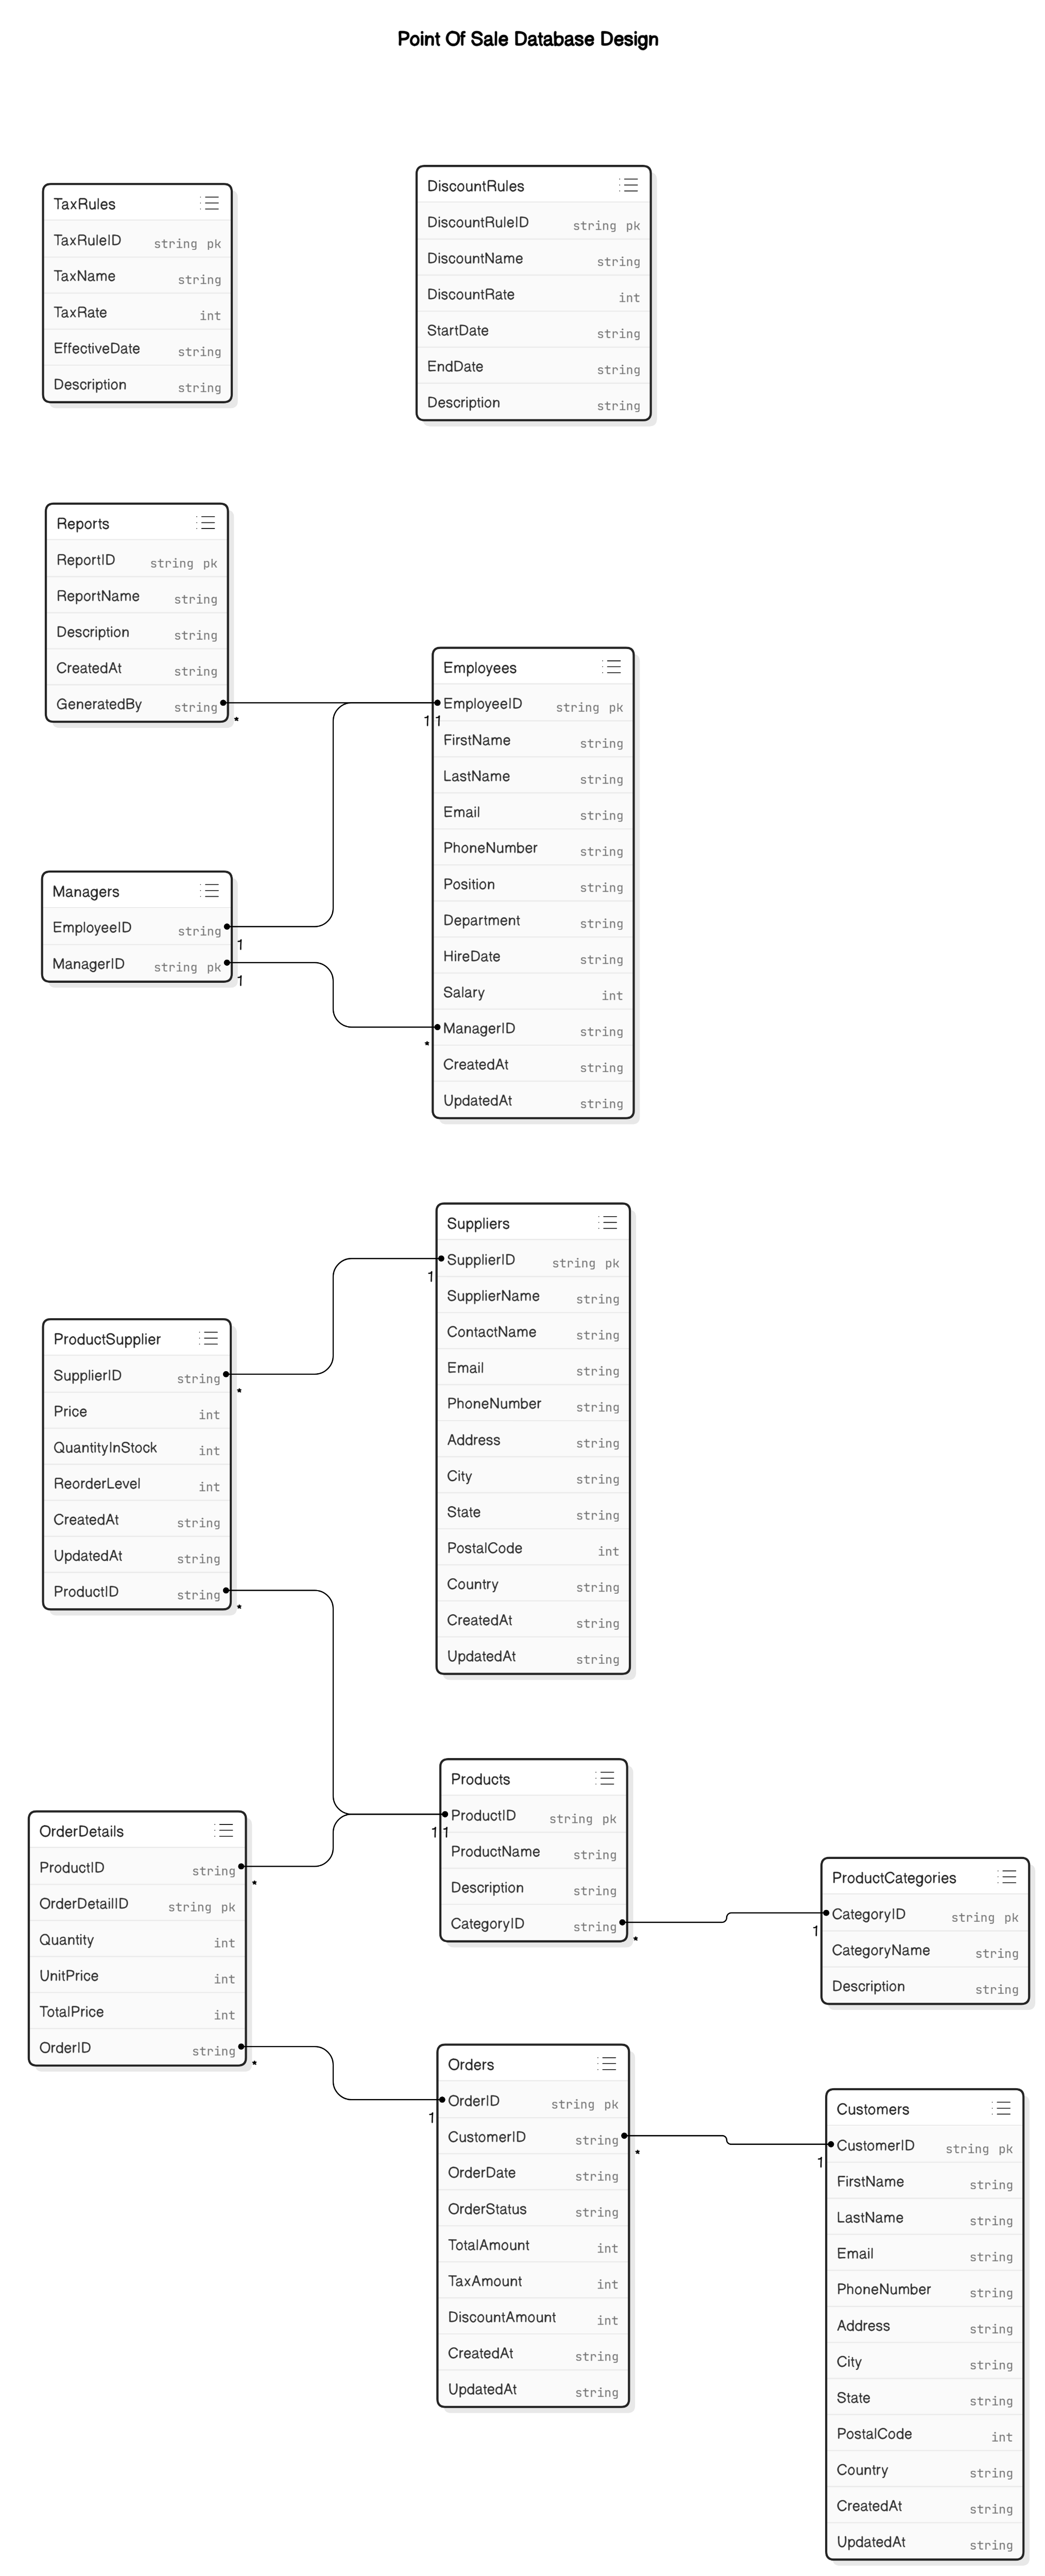 Point Of Sale Database Design
TaxRules
TaxRuleID string pk
TaxName string
TaxRate int
EffectiveDate string
Description string
DiscountRules
DiscountRuleID string pk
DiscountName string
DiscountRate int
StartDate string
EndDate string
Description string
Reports
ReportID string pk
ReportName string
Description string
CreatedAt string
GeneratedBy string
*
1 1
Employees
EmployeeID string pk
FirstName string
LastName string
Email string
PhoneNumber string
Position string
Department string
HireDate string
Salary int
ManagerID string
CreatedAt string
UpdatedAt string
Managers
EmployeeID string
1
ManagerID string pk
1
*
Suppliers
SupplierID string pk
1
SupplierName string
ContactName string
Email string
PhoneNumber string
Address string
City string
State string
PostalCode int
Country string
CreatedAt string
UpdatedAt string
ProductSupplier
SupplierID string
*
Price int
QuantityInStock int
ReorderLevel int
CreatedAt string
UpdatedAt string
ProductID string
*
Products
ProductID string pk
1 1
ProductName string
Description string
CategoryID string
*
OrderDetails
ProductID string
*
OrderDetailID string pk
Quantity int
UnitPrice int
TotalPrice int
OrderID string
*
ProductCategories
CategoryID string pk
1
CategoryName string
Description string
Orders
OrderID string pk
1
CustomerID string
*
OrderDate string
OrderStatus string
TotalAmount int
TaxAmount int
DiscountAmount int
CreatedAt string
UpdatedAt string
Customers
CustomerID string pk
1
FirstName string
LastName string
Email string
PhoneNumber string
Address string
City string
State string
PostalCode int
Country string
CreatedAt string
UpdatedAt string